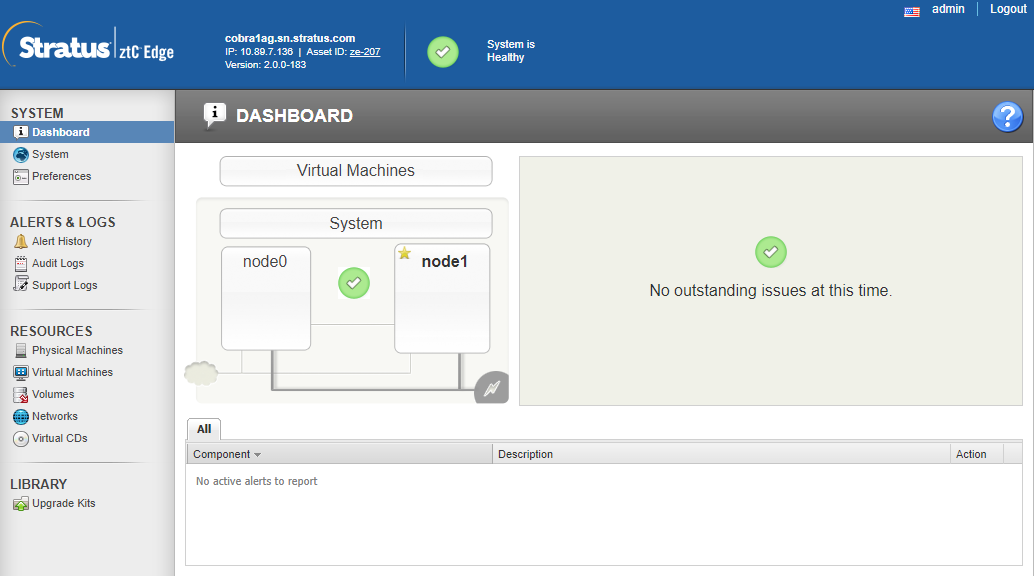 admin | Logout
Stratus ztC Edge
cobra1ag.sn.stratus.com
IP: 10.89.7.136 | Asset ID: ze-207
Version: 2.0.0-183
System is
Healthy
SYSTEM
Dashboard
System
Preferences
ALERTS & LOGS
Alert History
Audit Logs
Support Logs
RESOURCES
Physical Machines
Virtual Machines
Volumes
Networks
Virtual CDs
LIBRARY
Upgrade Kits
i DASHBOARD
?
Virtual Machines
System
node0
node1
No outstanding issues at this time.
All
Component Description Action
No active alerts to report